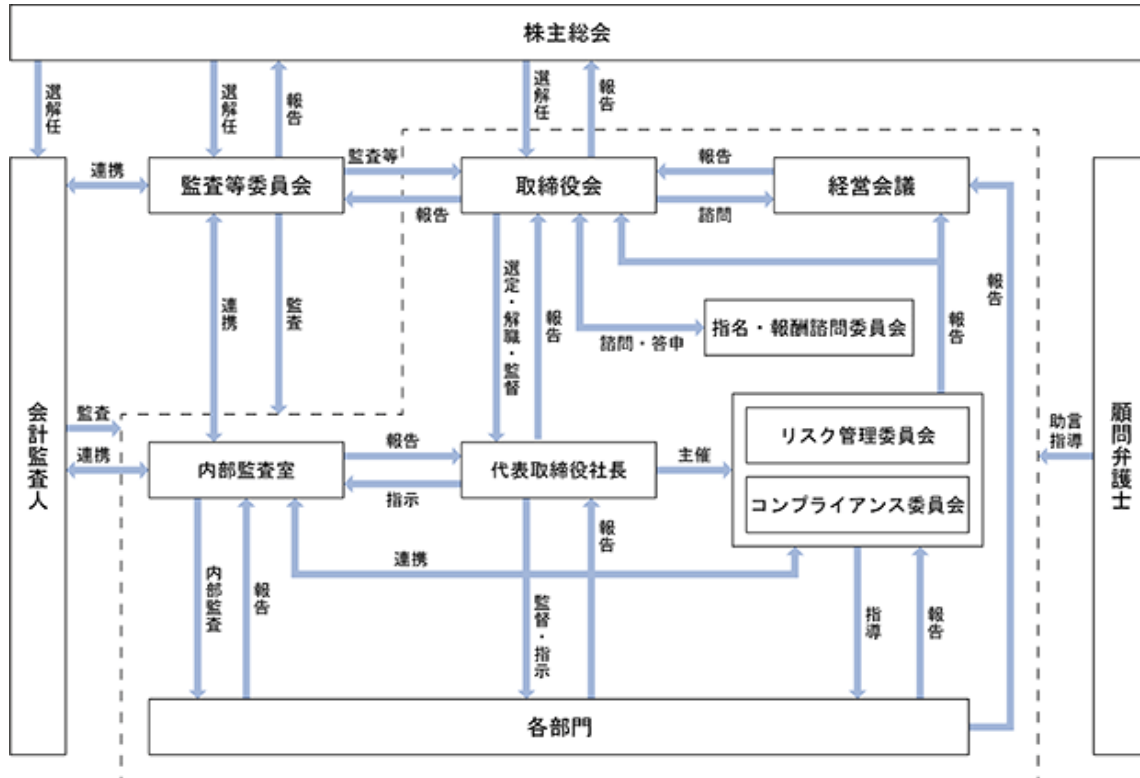 株主総会
選解任
選解任
報告
選解任
報告
会計監査人
連携
監査等委員会
監査等
報告
取締役会
報告
諮問
経営会議
顧問弁護士
連携
監査
選定・解職・監督
報告
諮問・答申
指名・報酬諮問委員会
報告
報告
監査
連携
内部監査室
報告
指示
代表取締役社長
主催
リスク管理委員会
コンプライアンス委員会
助言
指導
連携
内部監査
報告
監督・指示
報告
指導
報告
各部門